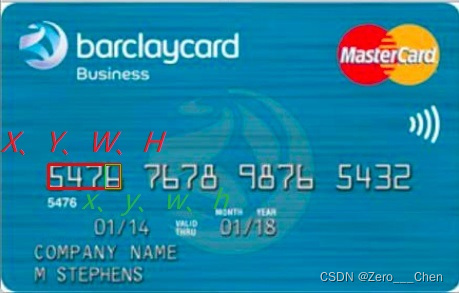 barclaycard
Business
MasterCard
X、Y、W、H
5476 7678 9876 5432
5476
x、y、w、h
MONTH YEAR
01/14 VALID THRU 01/18
COMPANY NAME
M STEPHENS
CSDN @Zero___Chen